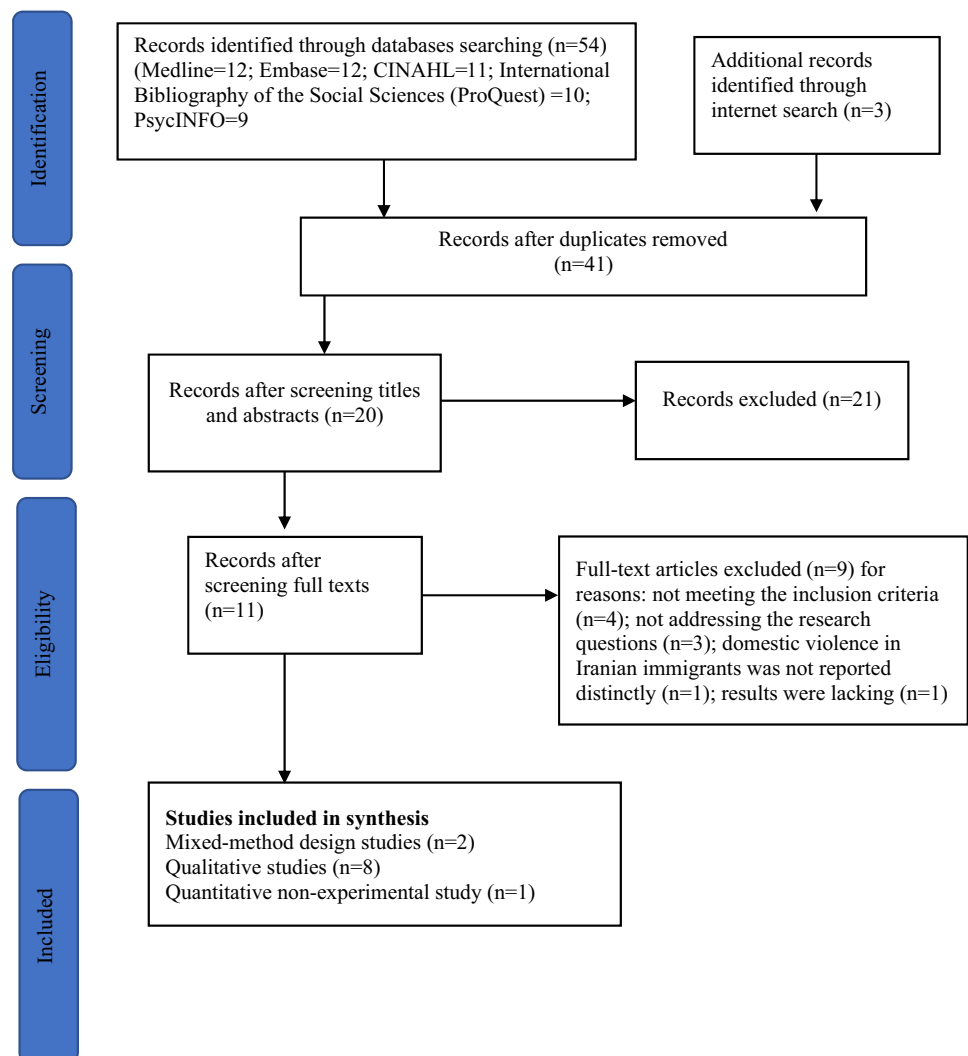 Identification
Records identified through databases searching (n=54)
(Medline=12; Embase=12; CINAHL=11; International
Bibliography of the Social Sciences (ProQuest) =10;
PsycINFO=9
Additional records
identified through
internet search (n=3)
Records after duplicates removed
(n=41)
Screening
Records after screening titles
and abstracts (n=20)
Records excluded (n=21)
Eligibility
Records after
screening full texts
(n=11)
Full-text articles excluded (n=9) for
reasons: not meeting the inclusion criteria
(n=4); not addressing the research
questions (n=3); domestic violence in
Iranian immigrants was not reported
distinctly (n=1); results were lacking (n=1)
Included
Studies included in synthesis
Mixed-method design studies (n=2)
Qualitative studies (n=8)
Quantitative non-experimental study (n=1)